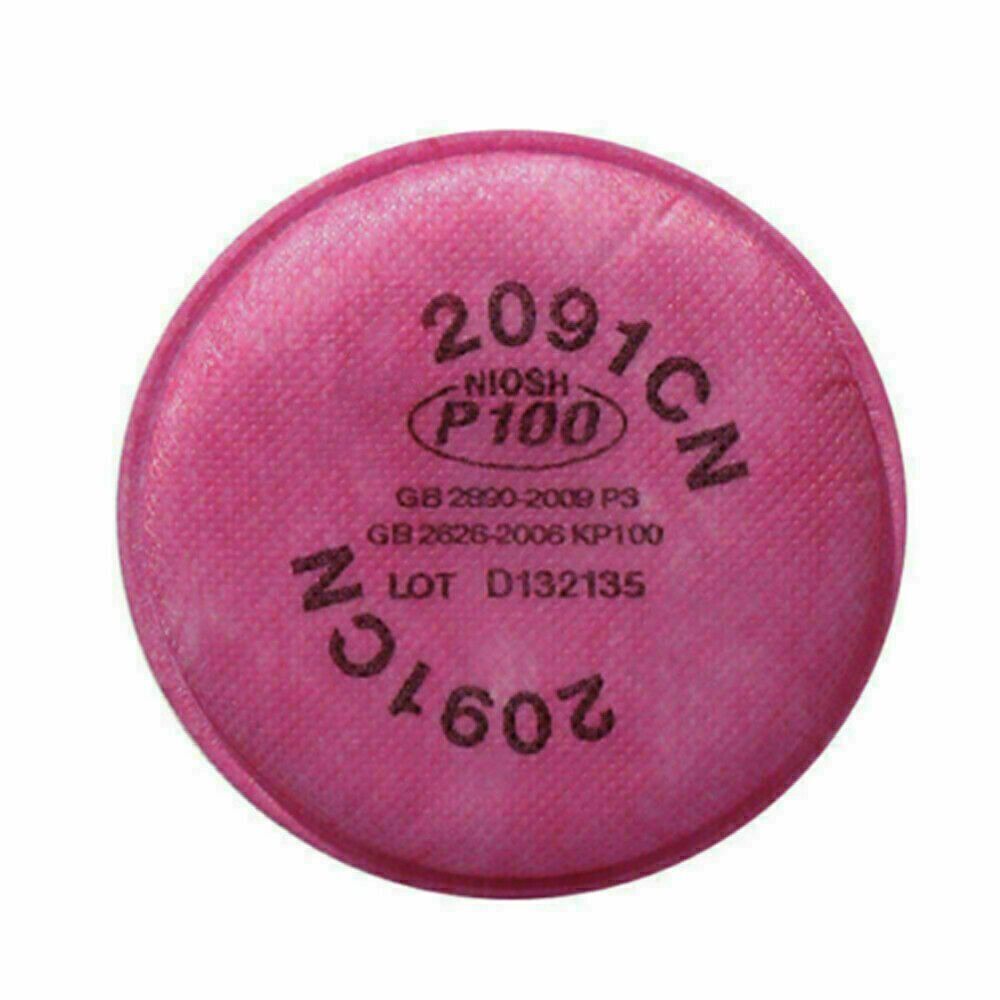 2091CN
NIOSH
P100
GB 2890-2009 P3
GB 2626-2006 KP100
LOT D132135
2091CN